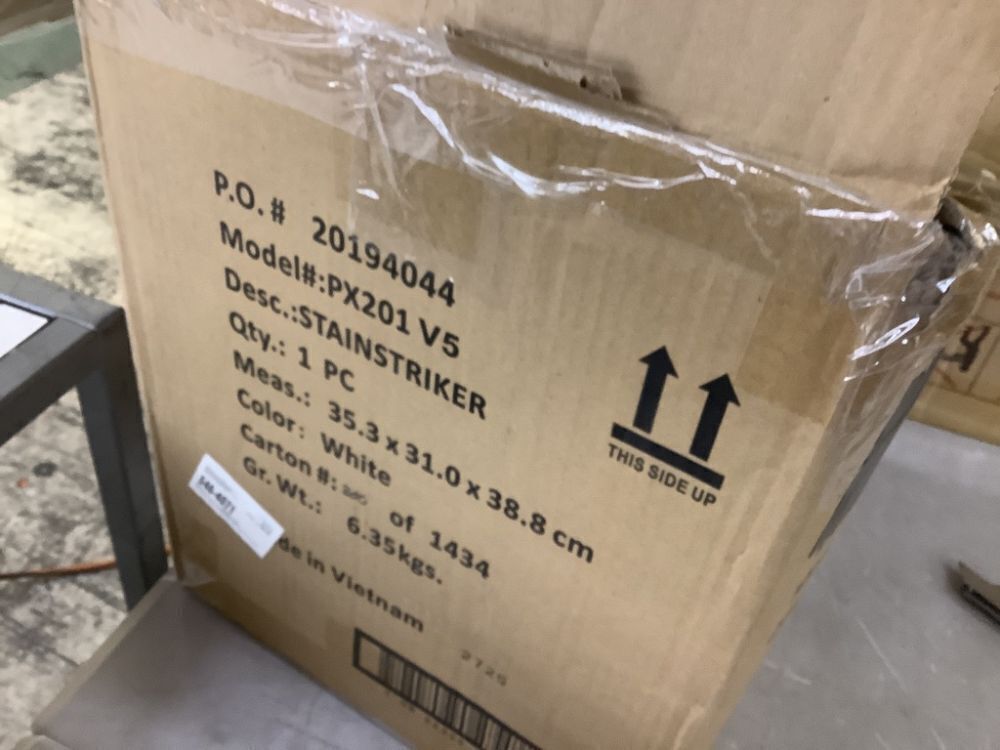 P.O.# 20194044
Model#:PX201 V5
Desc.:STAINSTRIKER
Qty.: 1 PC
Meas.: 35.3 x 31.0 x 38.8 cm
Color: White
Carton #: of 1434
Gr. Wt.: 6.35kgs.
de in Vietnam
THIS SIDE UP
2725